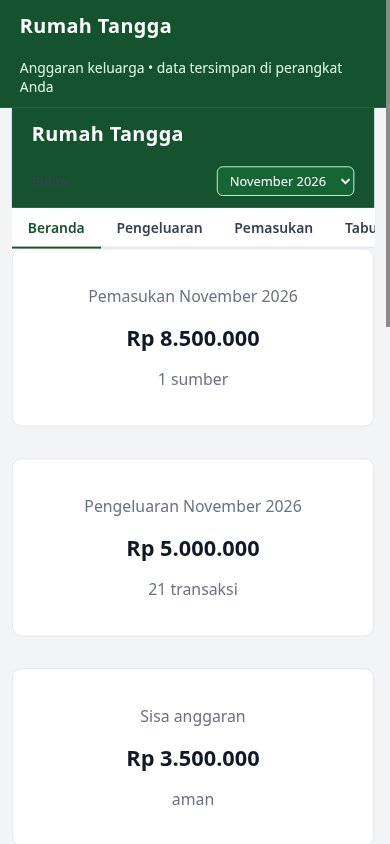 Rumah Tangga
Anggaran keluarga • data tersimpan di perangkat
Anda
Rumah Tangga
Bulan
November 2026
Beranda Pengeluaran Pemasukan Tabu
Pemasukan November 2026
Rp 8.500.000
1 sumber
Pengeluaran November 2026
Rp 5.000.000
21 transaksi
Sisa anggaran
Rp 3.500.000
aman